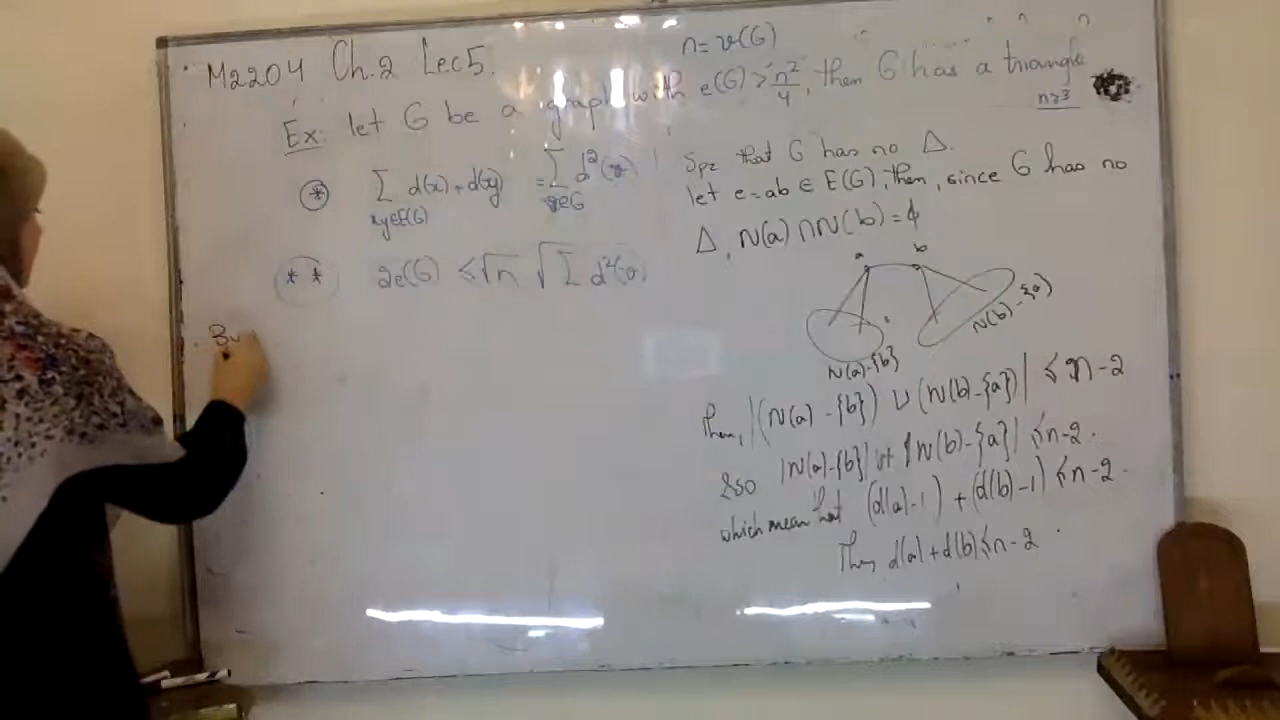 M2204 Ch.2 Lec5.
n = v(G)
Ex: let G be a graph with e(G) > n²/4, then G has a triangle
n≥3
(*) ∑ d(x)+d(y) = ∑ d²(v)
xy∈E(G) v∈G
(**) 2e(G) ≤ √n √∑ d²(v)
By
Spz that G has no Δ.
let e=ab ∈ E(G), then, since G has no
Δ, N(a) ∩ N(b) = ϕ
a b
N(a)-{b} N(b)-{a}
Then, |(N(a) - {b}) ∪ (N(b)-{a})| ≤ n-2
So |N(a)-{b}| + |N(b)-{a}| ≤ n-2.
which mean that (d(a)-1) + (d(b)-1) ≤ n-2.
Then d(a)+d(b) ≤ n-2